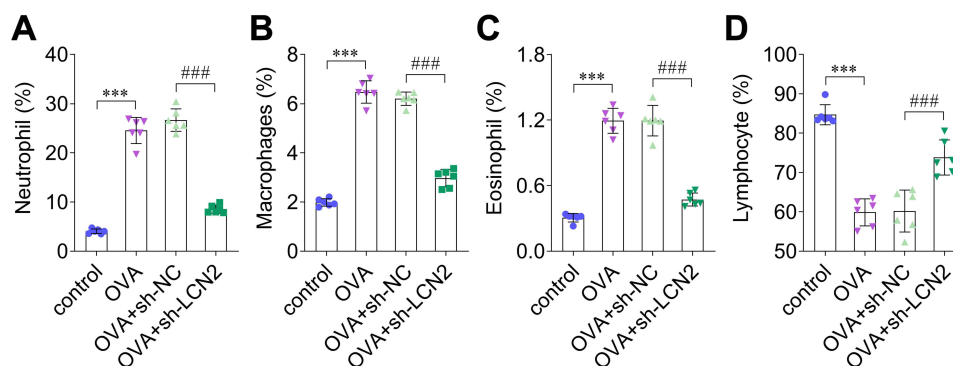 A
Neutrophil (%)
40
30
20
10
0
***
###
control
OVA
OVA+sh-NC
OVA+sh-LCN2
B
Macrophages (%)
8
6
4
2
0
***
###
control
OVA
OVA+sh-NC
OVA+sh-LCN2
C
Eosinophil (%)
1.8
1.2
0.6
0.0
***
###
control
OVA
OVA+sh-NC
OVA+sh-LCN2
D
Lymphocyte (%)
100
90
80
70
60
50
***
###
control
OVA
OVA+sh-NC
OVA+sh-LCN2